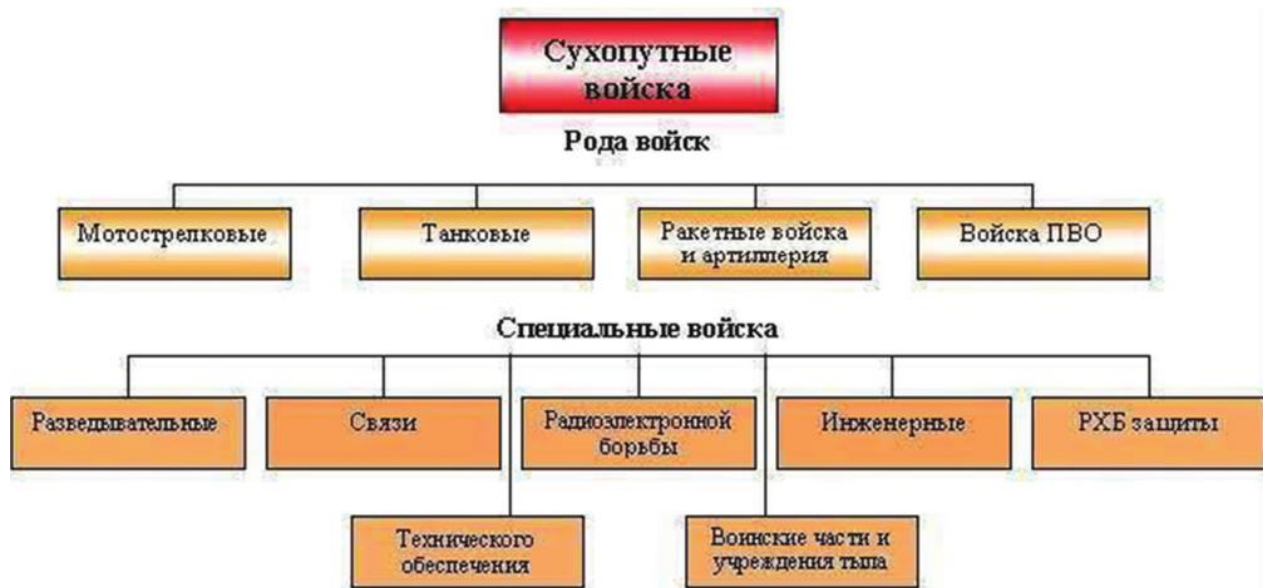 Сухопутные
войска
Рода войск
Мотострелковые
Танковые
Ракетные войска
и артиллерия
Войска ПВО
Специальные войска
Разведывательные
Связи
Радиоэлектронной
борьбы
Инженерные
РХБ защиты
Технического
обеспечения
Воинские части и
учреждения тыла